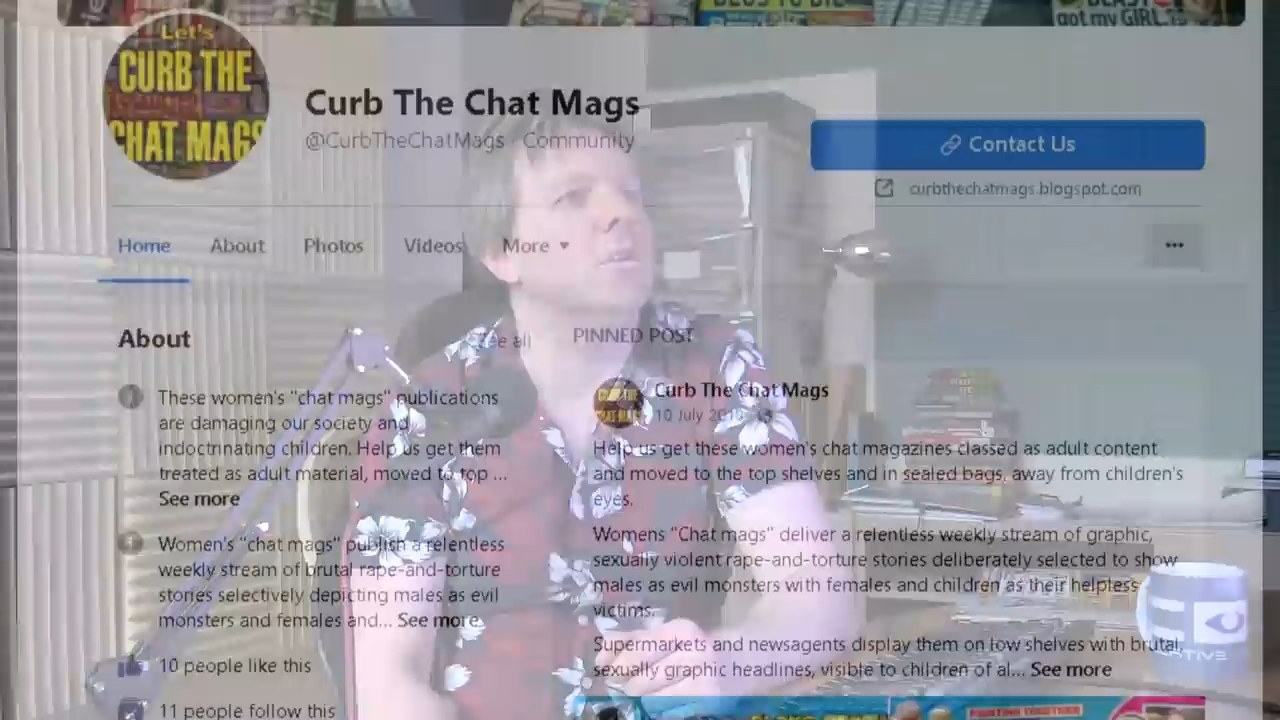 DEUS TO DIE
BEAST
got my GIRL, 15
Let's
CURB THE
CHAT MAGS
Curb The Chat Mags
@CurbTheChatMags · Community
Contact Us
curbthechatmags.blogspot.com
Home About Photos Videos More
...
About
See all
PINNED POST
These women's "chat mags" publications
are damaging our society and
indoctrinating children. Help us get them
treated as adult material, moved to top ...
See more
Women's "chat mags" publish a relentless
weekly stream of brutal rape-and-torture
stories selectively depicting males as evil
monsters and females and... See more
10 people like this
11 people follow this
Curb The Chat Mags
10 July
Help us get these women's chat magazines classed as adult content
and moved to the top shelves and in sealed bags, away from children's
eyes.
Womens "Chat mags" deliver a relentless weekly stream of graphic,
sexually violent rape-and-torture stories deliberately selected to show
males as evil monsters with females and children as their helpless
victims.
Supermarkets and newsagents display them on low shelves with brutal,
sexually graphic headlines, visible to children of al... See more